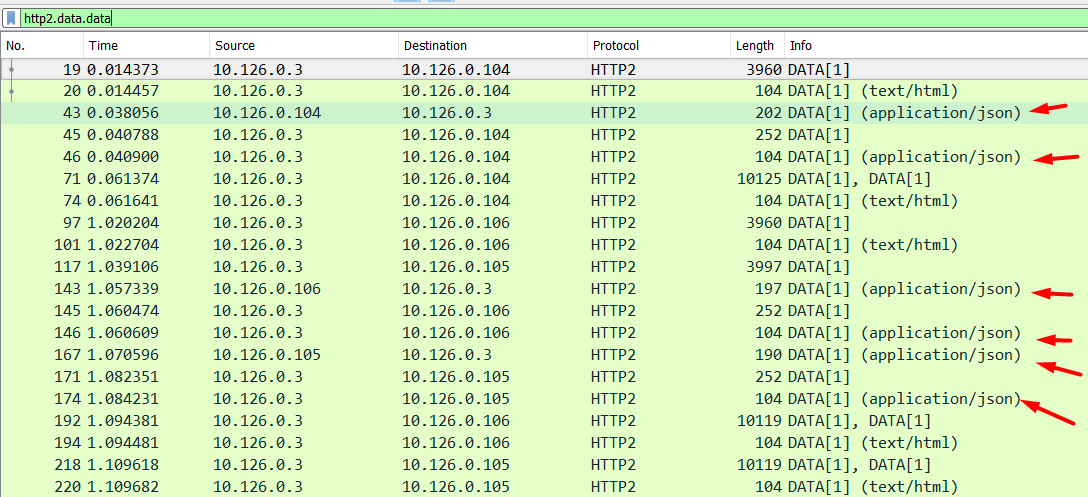 http2.data.data
No. Time Source Destination Protocol Length Info
19 0.014373 10.126.0.3 10.126.0.104 HTTP2 3960 DATA[1]
20 0.014457 10.126.0.3 10.126.0.104 HTTP2 104 DATA[1] (text/html)
43 0.038056 10.126.0.104 10.126.0.3 HTTP2 202 DATA[1] (application/json)
45 0.040788 10.126.0.3 10.126.0.104 HTTP2 252 DATA[1]
46 0.040900 10.126.0.3 10.126.0.104 HTTP2 104 DATA[1] (application/json)
71 0.061374 10.126.0.3 10.126.0.104 HTTP2 10125 DATA[1], DATA[1]
74 0.061641 10.126.0.3 10.126.0.104 HTTP2 104 DATA[1] (text/html)
97 1.020204 10.126.0.3 10.126.0.106 HTTP2 3960 DATA[1]
101 1.022704 10.126.0.3 10.126.0.106 HTTP2 104 DATA[1] (text/html)
117 1.039106 10.126.0.3 10.126.0.105 HTTP2 3997 DATA[1]
143 1.057339 10.126.0.106 10.126.0.3 HTTP2 197 DATA[1] (application/json)
145 1.060474 10.126.0.3 10.126.0.106 HTTP2 252 DATA[1]
146 1.060609 10.126.0.3 10.126.0.106 HTTP2 104 DATA[1] (application/json)
167 1.070596 10.126.0.105 10.126.0.3 HTTP2 190 DATA[1] (application/json)
171 1.082351 10.126.0.3 10.126.0.105 HTTP2 252 DATA[1]
174 1.084231 10.126.0.3 10.126.0.105 HTTP2 104 DATA[1] (application/json)
192 1.094381 10.126.0.3 10.126.0.106 HTTP2 10119 DATA[1], DATA[1]
194 1.094481 10.126.0.3 10.126.0.106 HTTP2 104 DATA[1] (text/html)
218 1.109618 10.126.0.3 10.126.0.105 HTTP2 10119 DATA[1], DATA[1]
220 1.109682 10.126.0.3 10.126.0.105 HTTP2 104 DATA[1] (text/html)